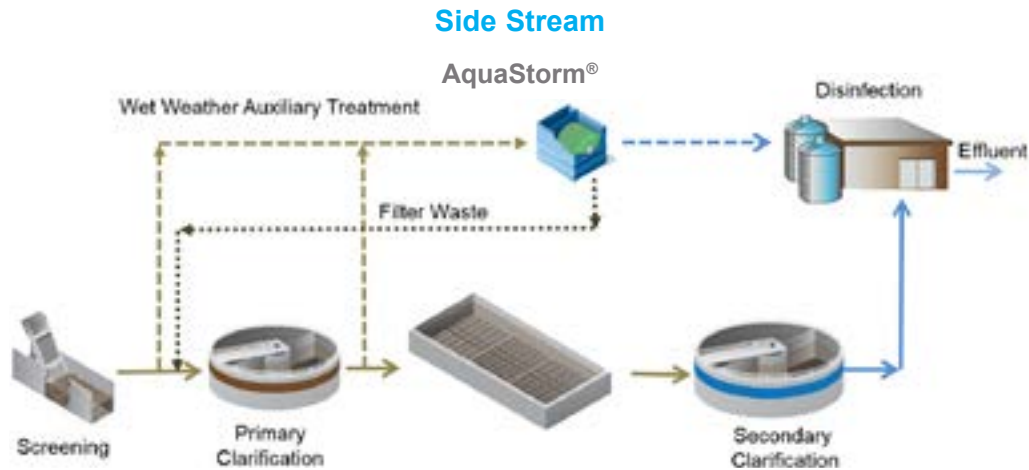 Side Stream
AquaStorm®
Wet Weather Auxiliary Treatment
Disinfection
Effluent
Filter Waste
Screening
Primary
Clarification
Secondary
Clarification